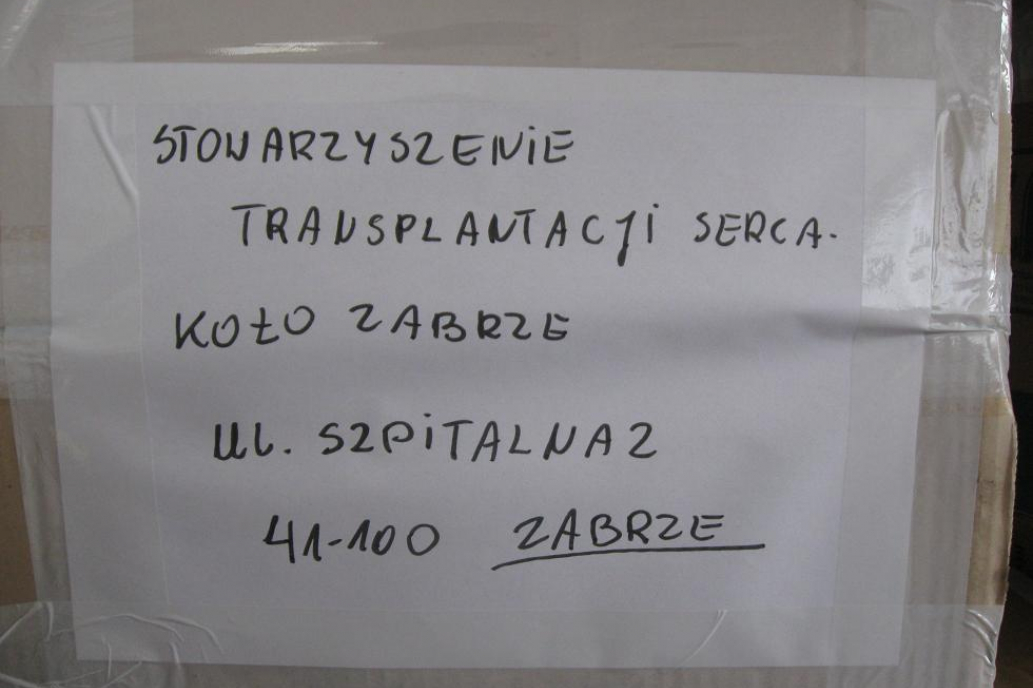 STOWARZYSZENIE
TRANSPLANTACJI SERCA.
KOŁO ZABRZE
UL. SZPITALNA 2
41-100 ZABRZE